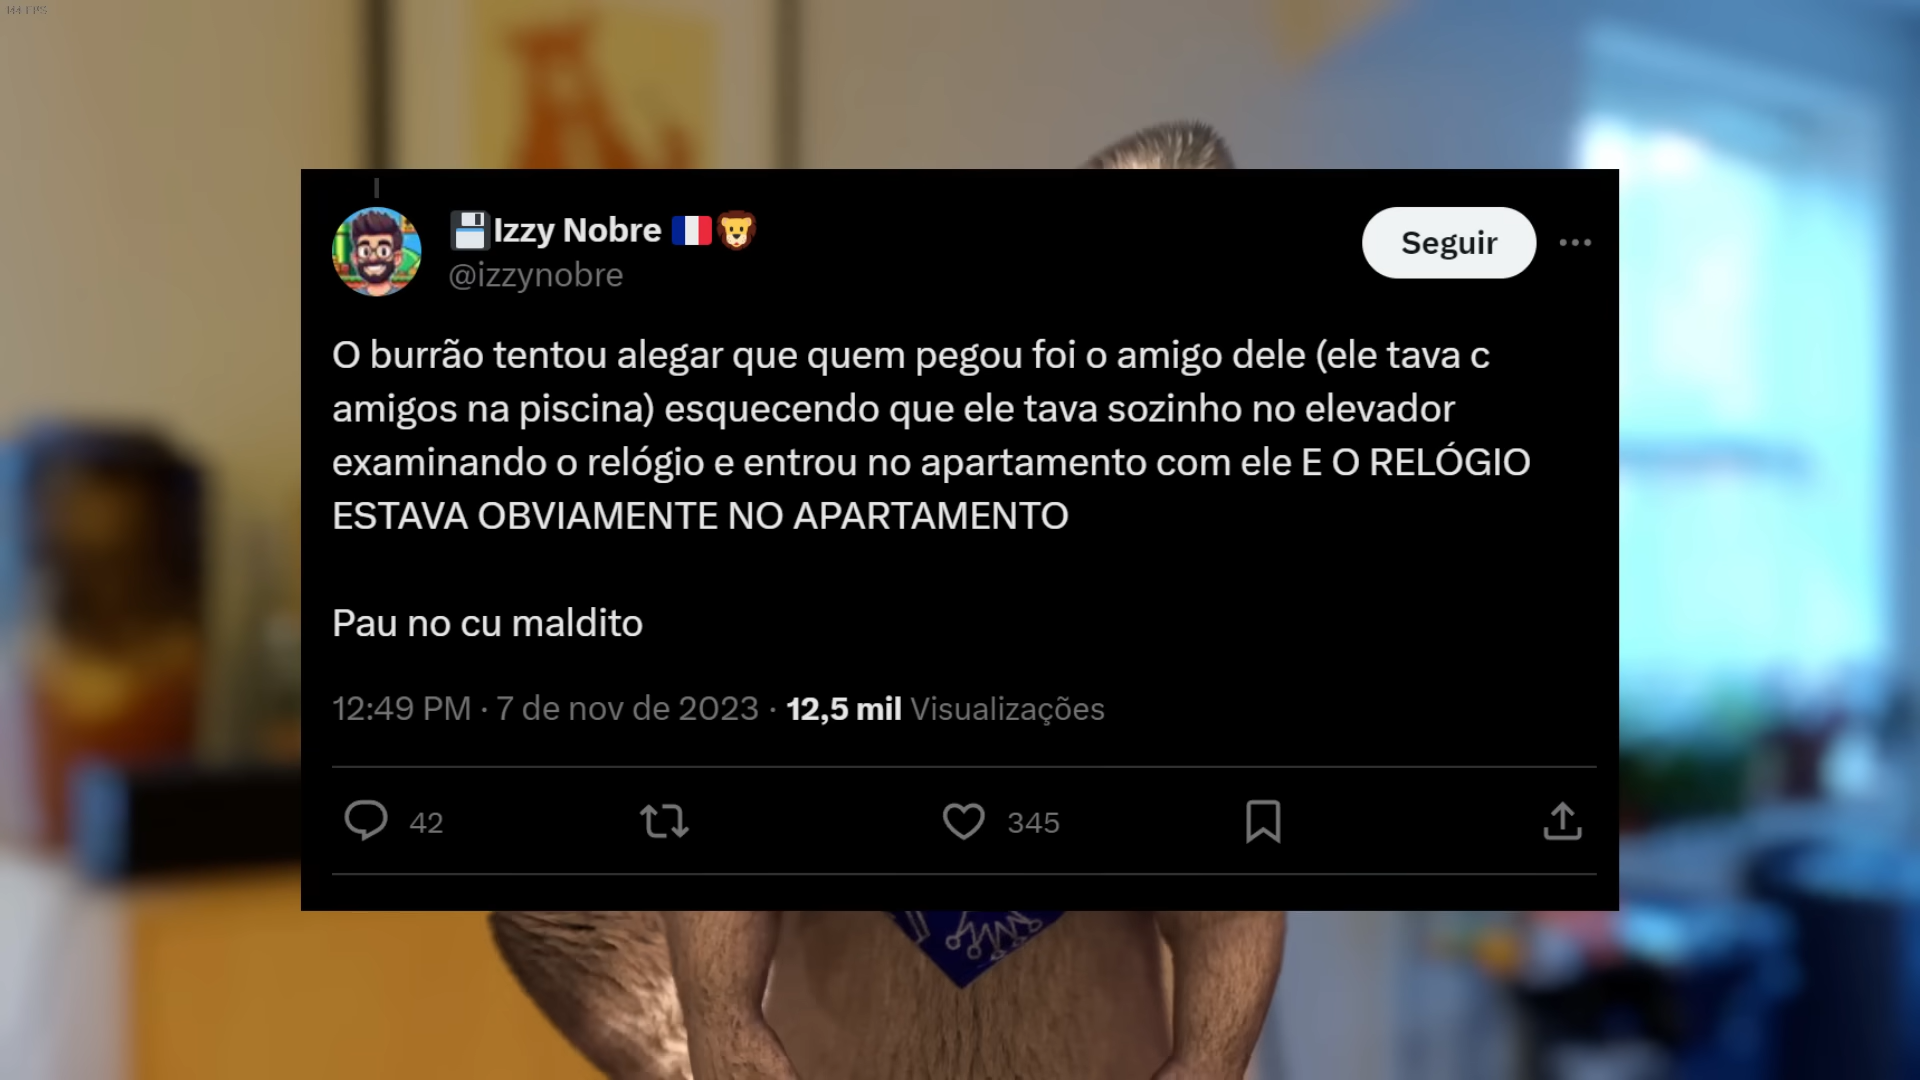 144 FPS
Izzy Nobre
@izzynobre
Seguir
O burrão tentou alegar que quem pegou foi o amigo dele (ele tava c
amigos na piscina) esquecendo que ele tava sozinho no elevador
examinando o relógio e entrou no apartamento com ele E O RELÓGIO
ESTAVA OBVIAMENTE NO APARTAMENTO
Pau no cu maldito
12:49 PM · 7 de nov de 2023 · 12,5 mil Visualizações
42
345